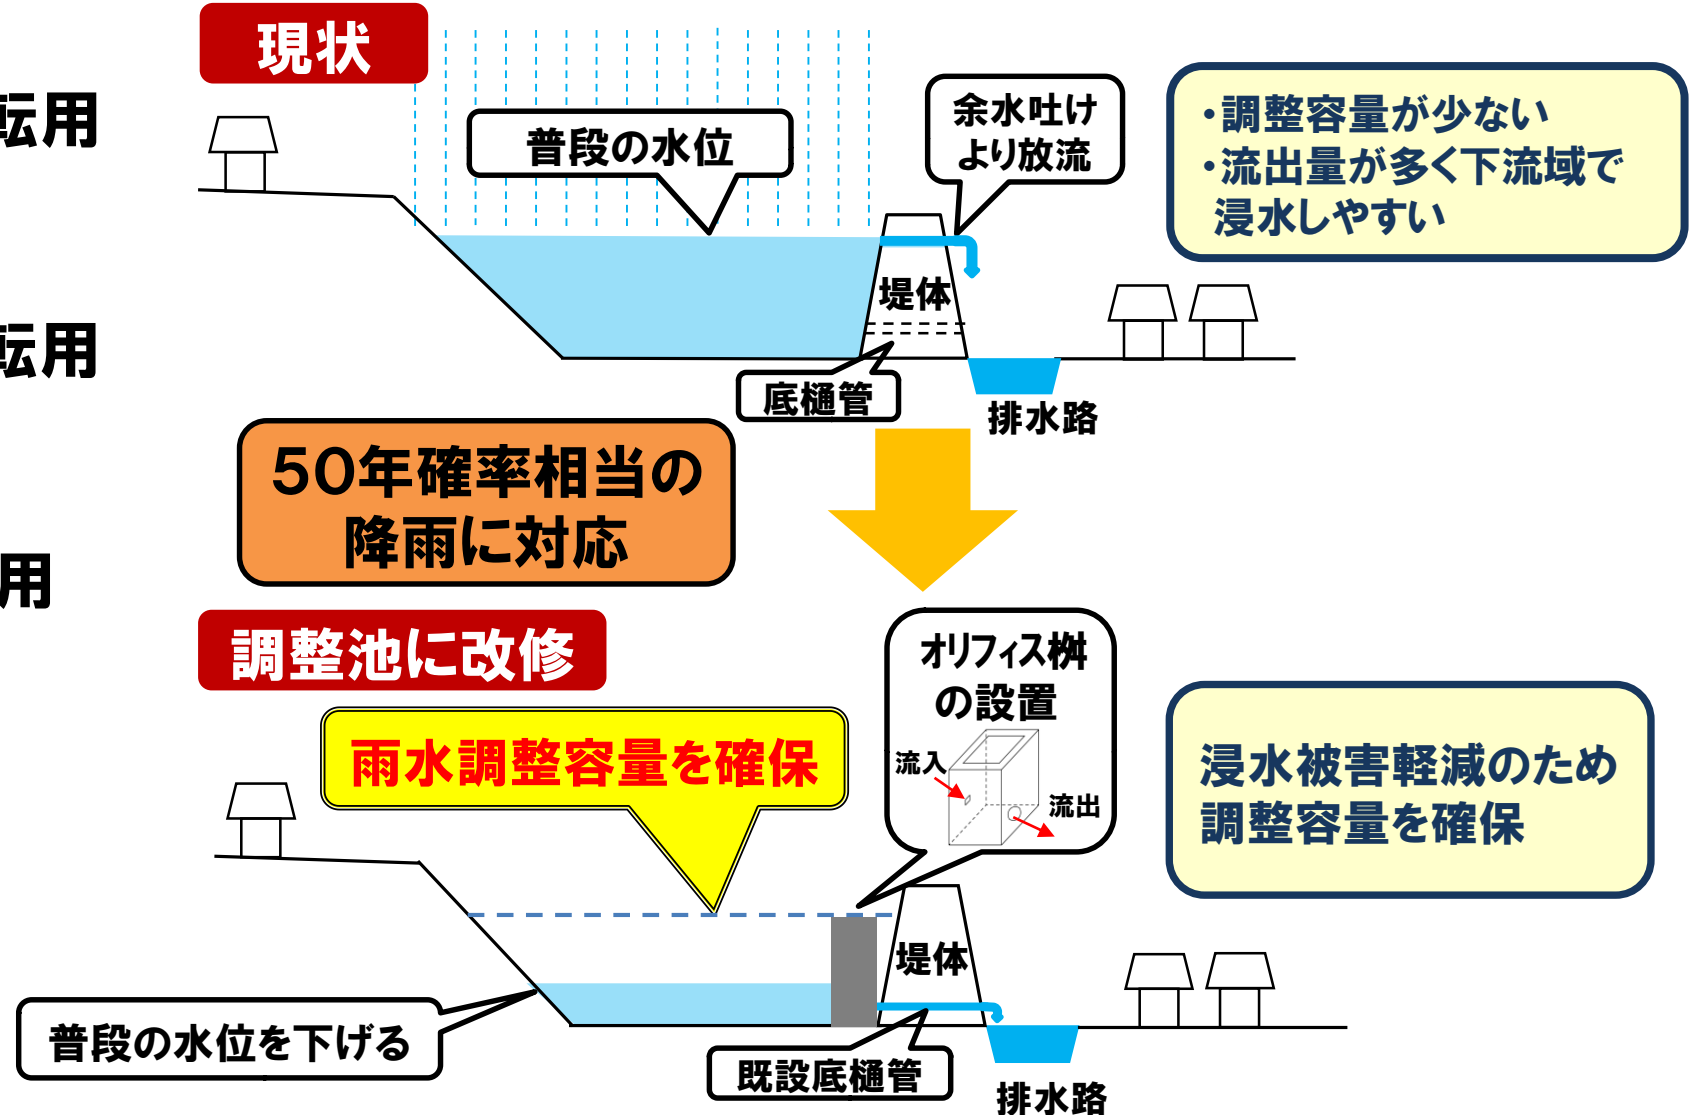 転用
転用
用
現状
普段の水位
余水吐け
より放流
・調整容量が少ない
・流出量が多く下流域で
浸水しやすい
堤体
底樋管
排水路
50年確率相当の
降雨に対応
調整池に改修
オリフィス桝
の設置
流入
流出
雨水調整容量を確保
浸水被害軽減のため
調整容量を確保
堤体
普段の水位を下げる
既設底樋管
排水路